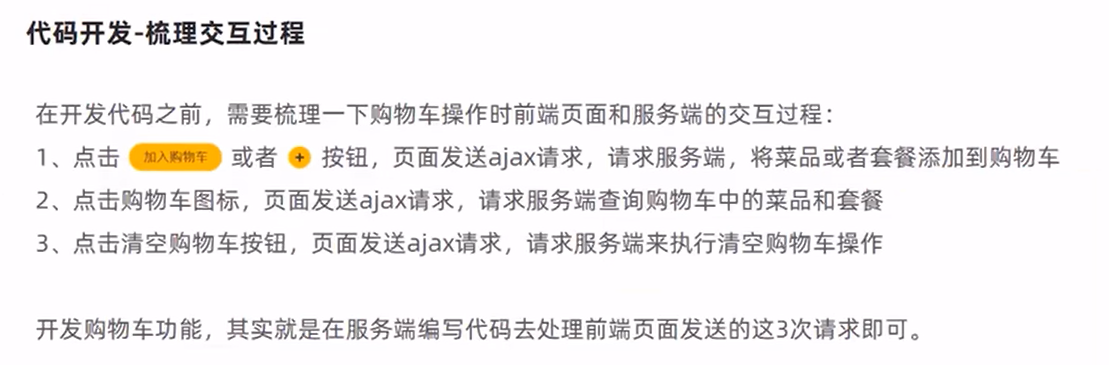 代码开发-梳理交互过程
在开发代码之前，需要梳理一下购物车操作时前端页面和服务端的交互过程：
1、点击 加入购物车 或者 + 按钮，页面发送ajax请求，请求服务端，将菜品或者套餐添加到购物车
2、点击购物车图标，页面发送ajax请求，请求服务端查询购物车中的菜品和套餐
3、点击清空购物车按钮，页面发送ajax请求，请求服务端来执行清空购物车操作
开发购物车功能，其实就是在服务端编写代码去处理前端页面发送的这3次请求即可。